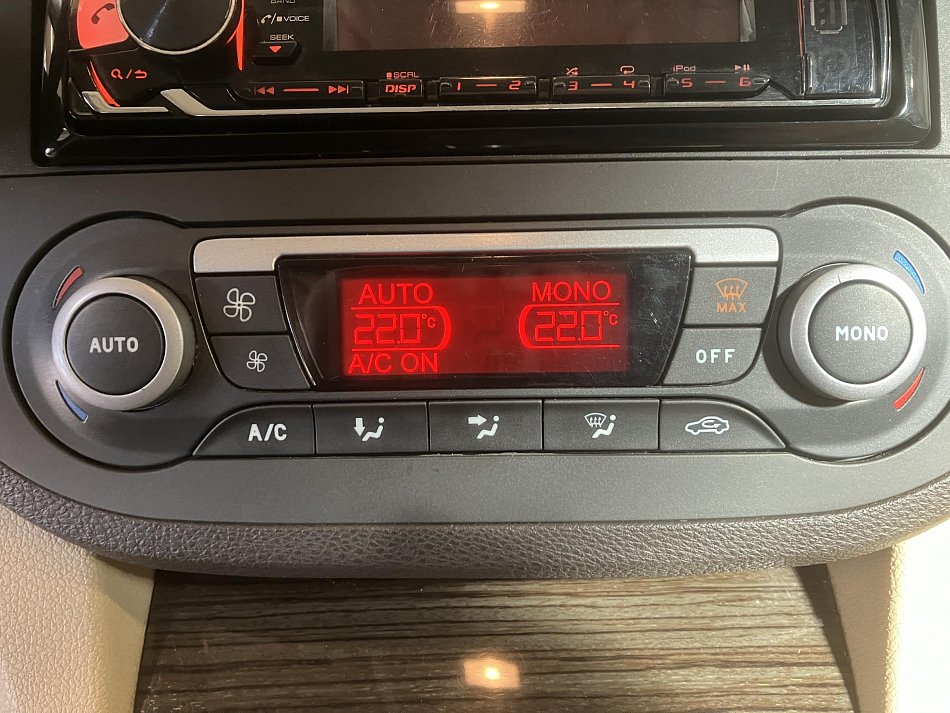 BAND
VOICE
SEEK
SCRL
DISP
1 2
3 4
iPod
5 6
AUTO MONO
22.0°C 22.0°C
A/C ON
AUTO
MAX
MONO
OFF
A/C